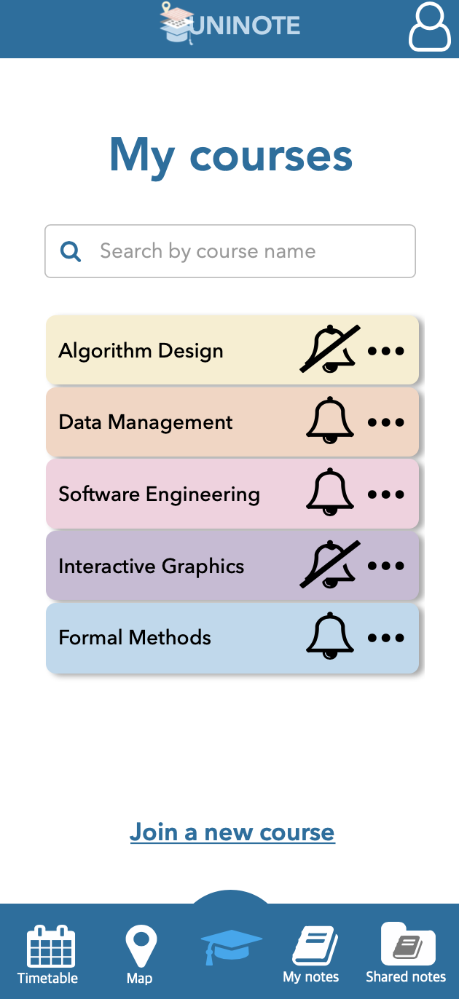 UNINOTE
My courses
Search by course name
Algorithm Design
Data Management
Software Engineering
Interactive Graphics
Formal Methods
Join a new course
Timetable
Map
My notes
Shared notes